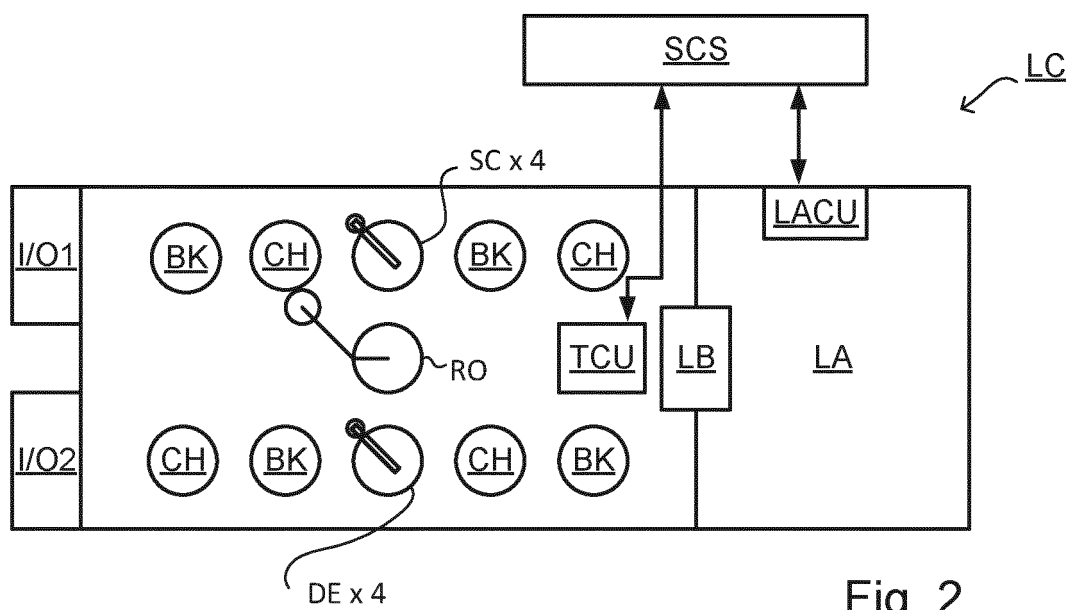 SCS
LC
SC x 4
LACU
I/O1
BK
CH
BK
CH
RO
TCU
LB
LA
I/O2
CH
BK
CH
BK
DE x 4
Fig. 2